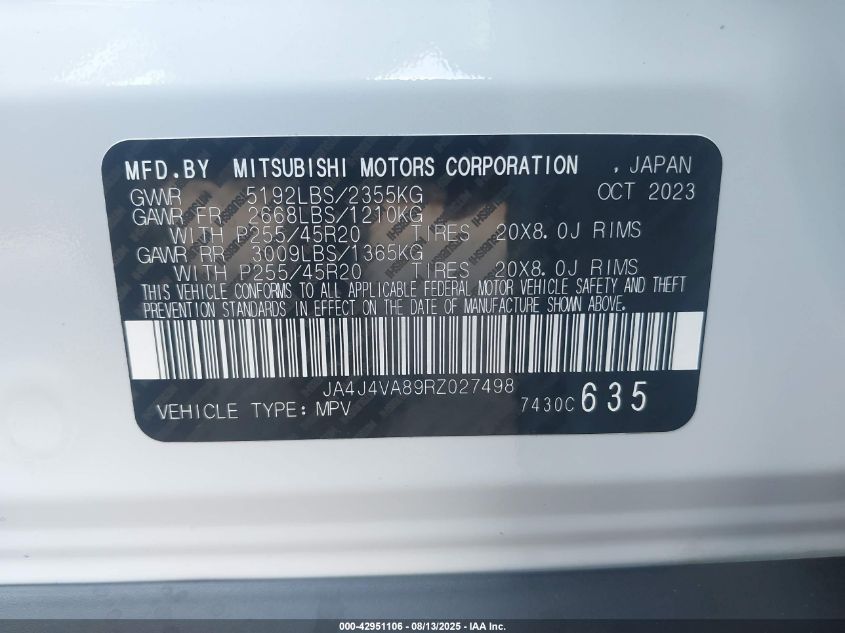 MFD.BY MITSUBISHI MOTORS CORPORATION , JAPAN
GVWR 5192LBS/2355KG OCT 2023
GAWR FR 2668LBS/1210KG
WITH P255/45R20 TIRES 20X8.0J RIMS
GAWR RR 3009LBS/1365KG
WITH P255/45R20 TIRES 20X8.0J RIMS
THIS VEHICLE CONFORMS TO ALL APPLICABLE FEDERAL MOTOR VEHICLE SAFETY AND THEFT
PREVENTION STANDARDS IN EFFECT ON THE DATE OF MANUFACTURE SHOWN ABOVE.
JA4J4VA89RZ027498
VEHICLE TYPE: MPV 7430C 635
000-42951106 - 08/13/2025 - IAA Inc.